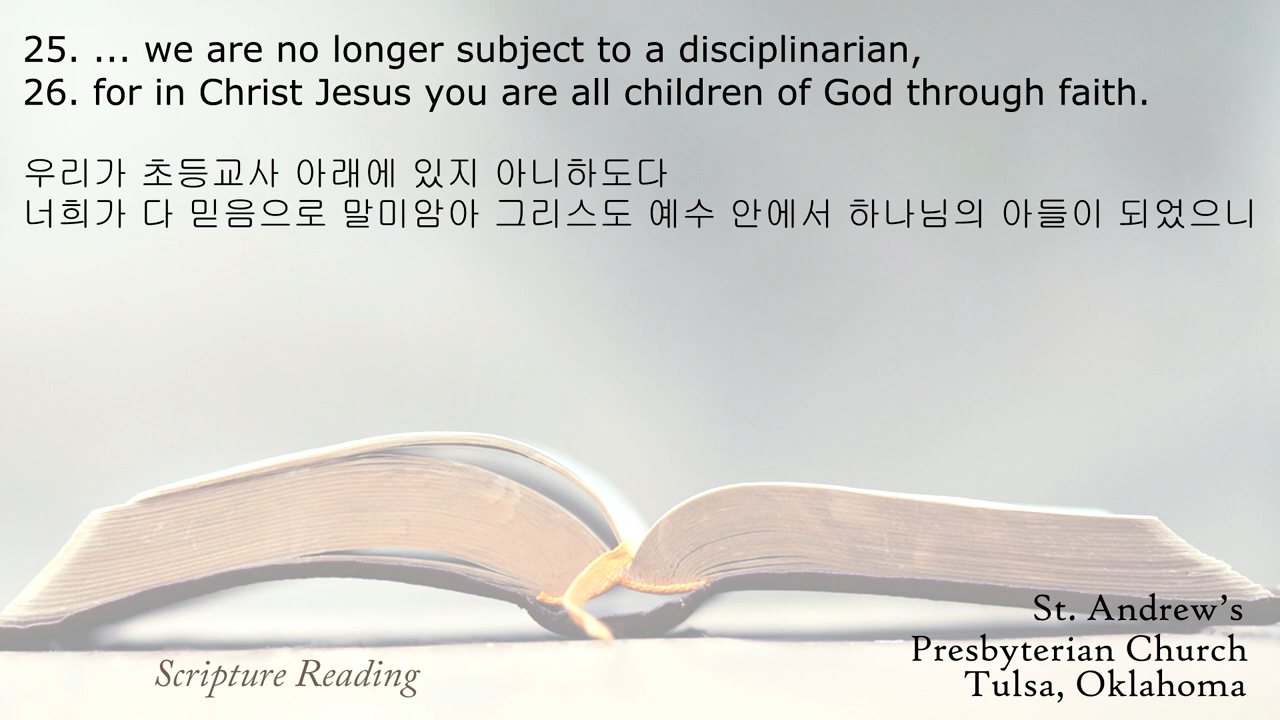 25. ... we are no longer subject to a disciplinarian,
26. for in Christ Jesus you are all children of God through faith.
우리가 초등교사 아래에 있지 아니하도다
너희가 다 믿음으로 말미암아 그리스도 예수 안에서 하나님의 아들이 되었으니
Scripture Reading
St. Andrew’s
Presbyterian Church
Tulsa, Oklahoma